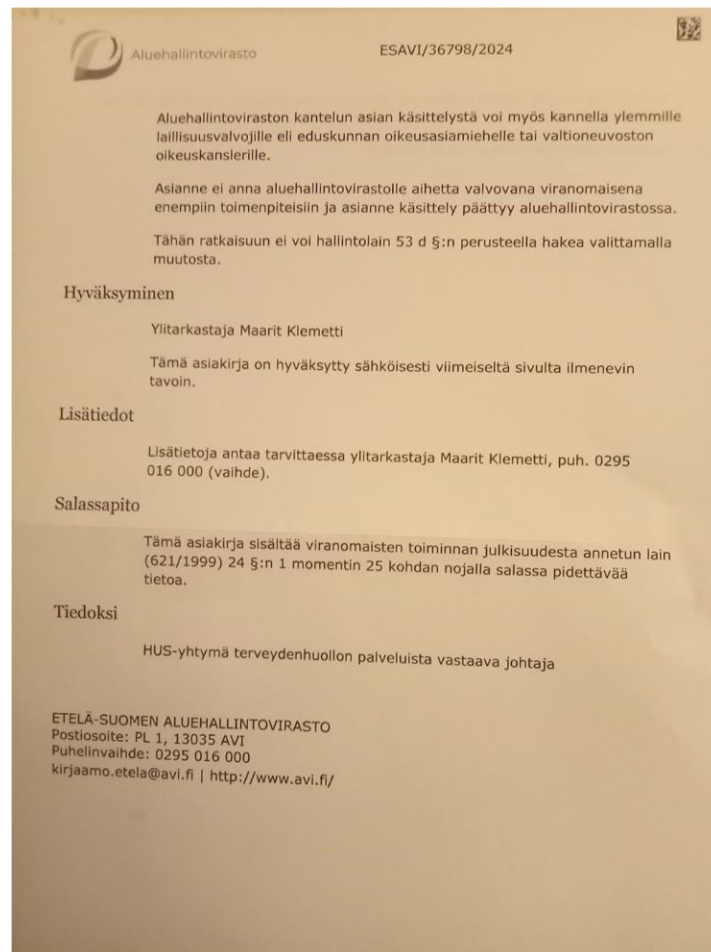 Aluehallintovirasto
ESAVI/36798/2024
Aluehallintoviraston kantelun asian käsittelystä voi myös kannella ylemmille
laillisuusvalvojille eli eduskunnan oikeusasiamiehelle tai valtioneuvoston
oikeuskanslerille.
Asianne ei anna aluehallintovirastolle aihetta valvovana viranomaisena
enempiin toimenpiteisiin ja asianne käsittely päättyy aluehallintovirastossa.
Tähän ratkaisuun ei voi hallintolain 53 d §:n perusteella hakea valittamalla
muutosta.
Hyväksyminen
Ylitarkastaja Maarit Klemetti
Tämä asiakirja on hyväksytty sähköisesti viimeiseltä sivulta ilmenevin
tavoin.
Lisätiedot
Lisätietoja antaa tarvittaessa ylitarkastaja Maarit Klemetti, puh. 0295
016 000 (vaihde).
Salassapito
Tämä asiakirja sisältää viranomaisten toiminnan julkisuudesta annetun lain
(621/1999) 24 §:n 1 momentin 25 kohdan nojalla salassa pidettävää
tietoa.
Tiedoksi
HUS-yhtymä terveydenhuollon palveluista vastaava johtaja
ETELÄ-SUOMEN ALUEHALLINTOVIRASTO
Postiosoite: PL 1, 13035 AVI
Puhelinvaihde: 0295 016 000
kirjaamo.etela@avi.fi | http://www.avi.fi/